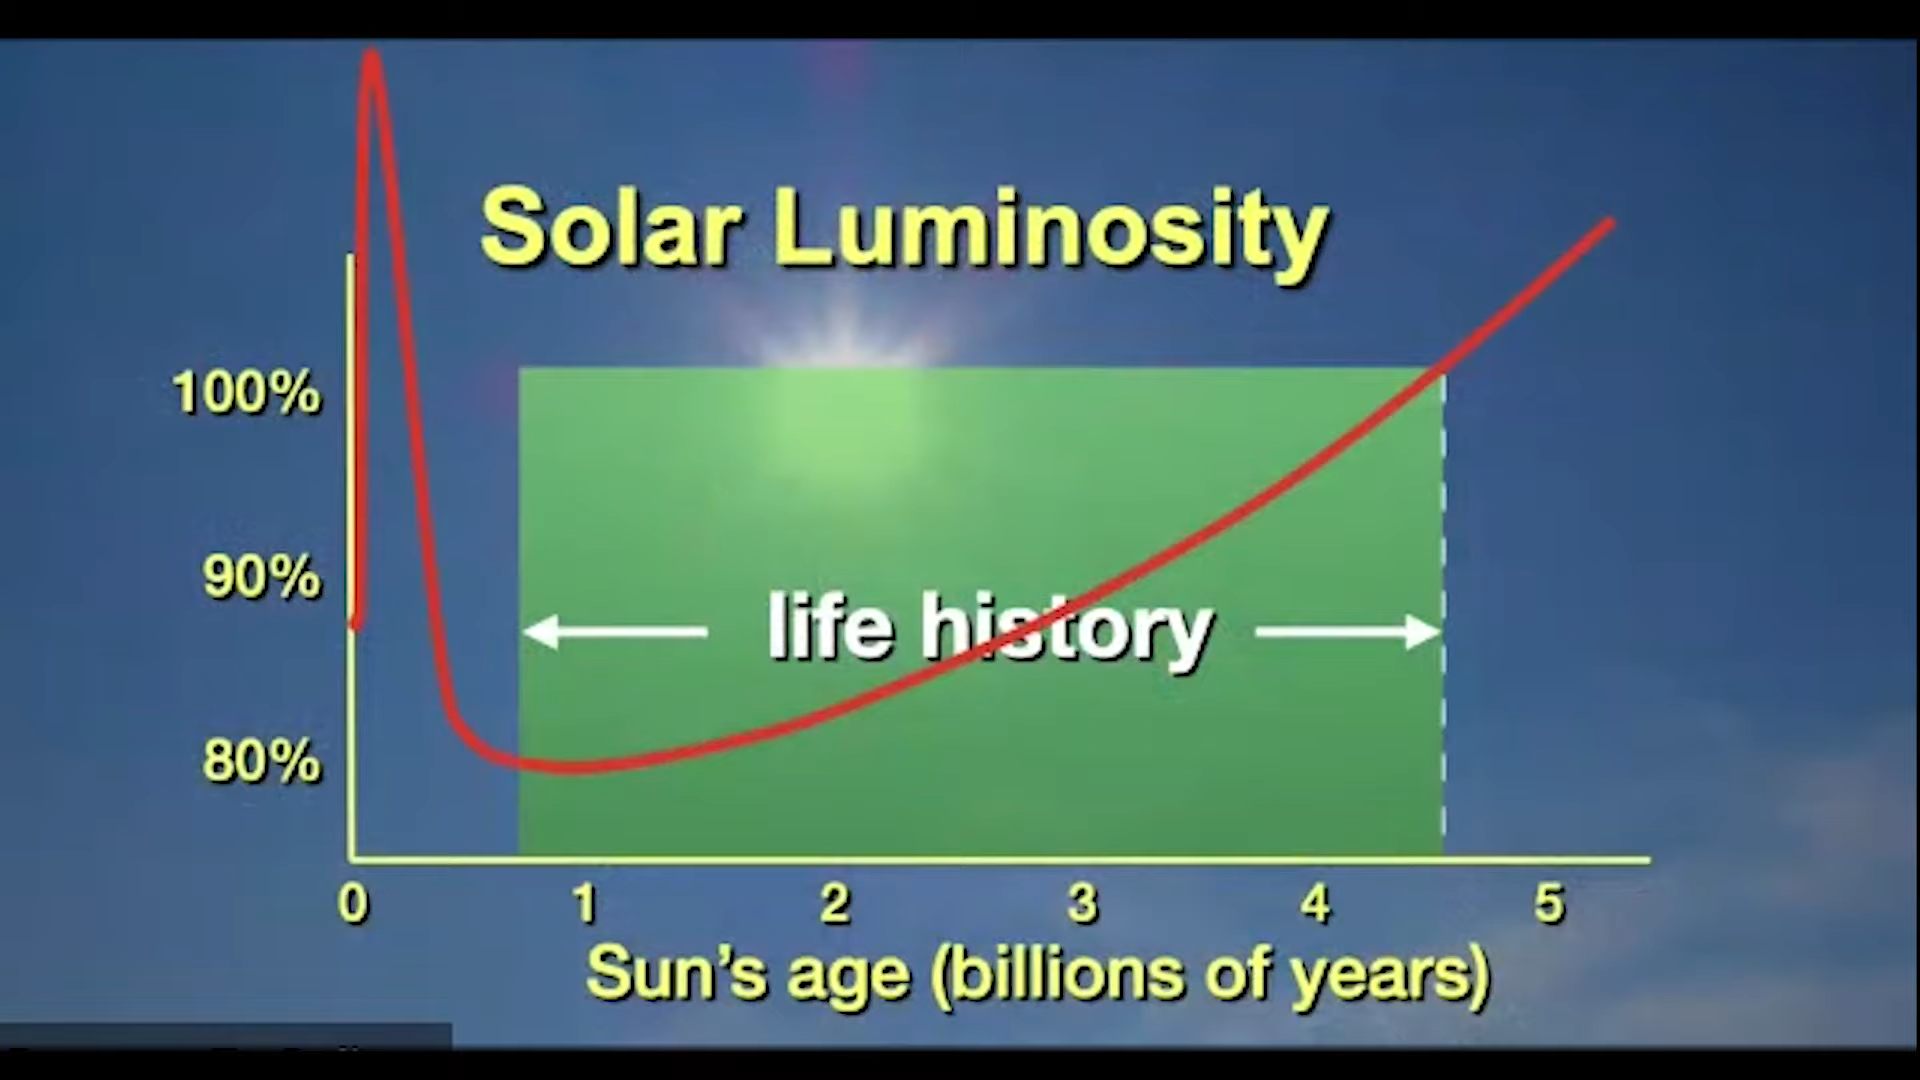 Solar Luminosity
100%
90%
life history
80%
0 1 2 3 4 5
Sun's age (billions of years)